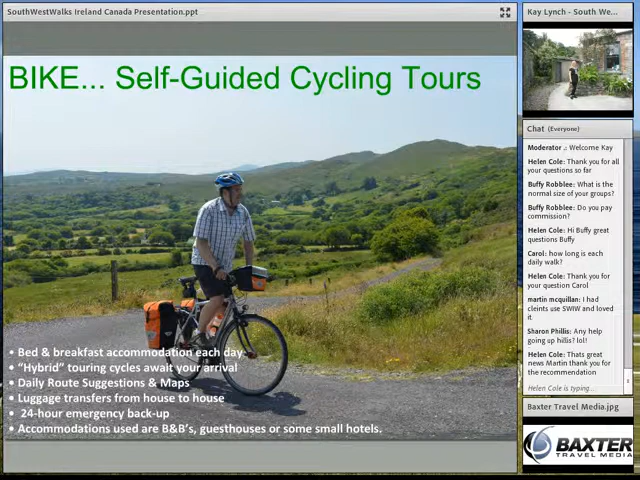 SouthWestWalks Ireland Canada Presentation.ppt
BIKE... Self-Guided Cycling Tours
• Bed & breakfast accommodation each day
• “Hybrid” touring cycles await your arrival
• Daily Route Suggestions & Maps
• Luggage transfers from house to house
• 24-hour emergency back-up
• Accommodations used are B&B’s, guesthouses or some small hotels.
Kay Lynch - South We...
Chat (Everyone)
Moderator .: Welcome Kay
Helen Cole: Thank you for all
your questions so far
Buffy Robblee: What is the
normal size of your groups?
Buffy Robblee: Do you pay
commission?
Helen Cole: Hi Buffy great
questions Buffy
Carol: how long is each
daily walk?
Helen Cole: Thank you for
your question Carol
martin mcquillan: I had
cleints use SWIW and loved
it
Sharon Phillis: Any help
going up hills? lol!
Helen Cole: Thats great
news Martin thank you for
the recommendation
Helen Cole is typing...
Baxter Travel Media.jpg
BAXTER
TRAVEL MEDIA